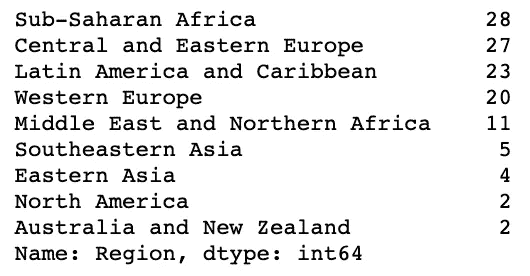 Sub-Saharan Africa 28
Central and Eastern Europe 27
Latin America and Caribbean 23
Western Europe 20
Middle East and Northern Africa 11
Southeastern Asia 5
Eastern Asia 4
North America 2
Australia and New Zealand 2
Name: Region, dtype: int64